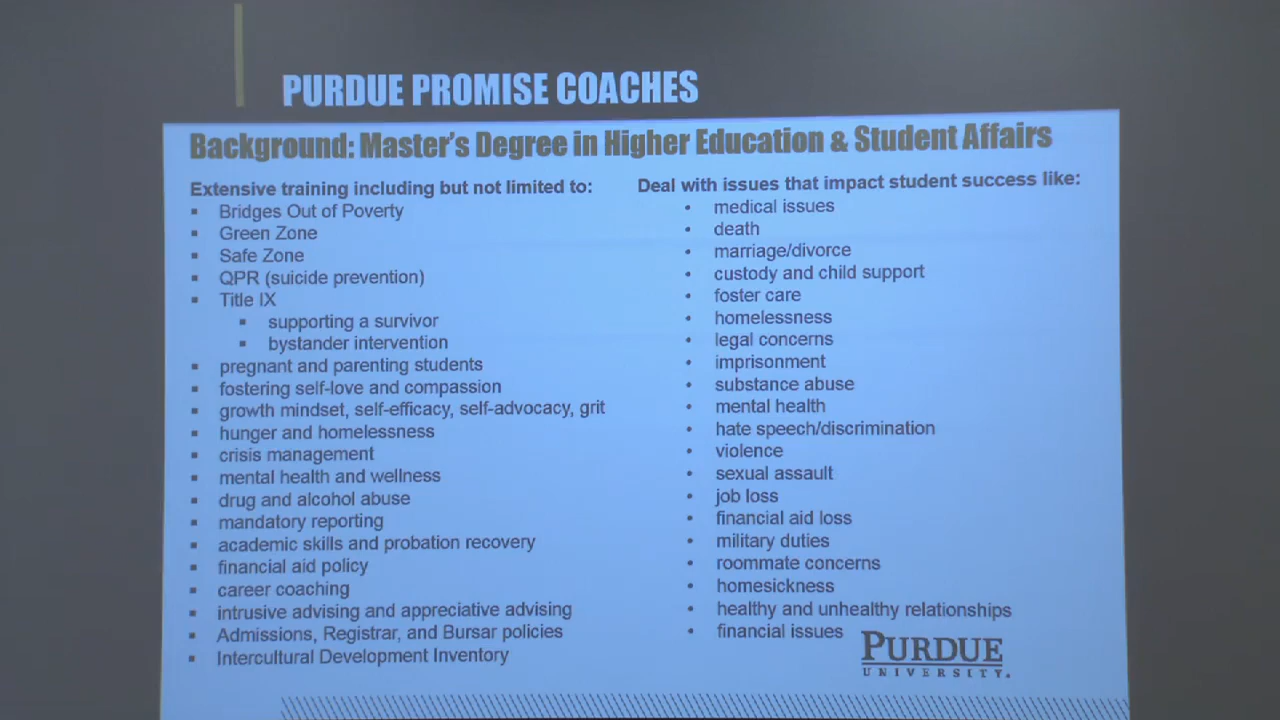 PURDUE PROMISE COACHES
Background: Master's Degree in Higher Education & Student Affairs
Extensive training including but not limited to:
▪ Bridges Out of Poverty
▪ Green Zone
▪ Safe Zone
▪ QPR (suicide prevention)
▪ Title IX
▪ supporting a survivor
▪ bystander intervention
▪ pregnant and parenting students
▪ fostering self-love and compassion
▪ growth mindset, self-efficacy, self-advocacy, grit
▪ hunger and homelessness
▪ crisis management
▪ mental health and wellness
▪ drug and alcohol abuse
▪ mandatory reporting
▪ academic skills and probation recovery
▪ financial aid policy
▪ career coaching
▪ intrusive advising and appreciative advising
▪ Admissions, Registrar, and Bursar policies
▪ Intercultural Development Inventory
Deal with issues that impact student success like:
• medical issues
• death
• marriage/divorce
• custody and child support
• foster care
• homelessness
• legal concerns
• imprisonment
• substance abuse
• mental health
• hate speech/discrimination
• violence
• sexual assault
• job loss
• financial aid loss
• military duties
• roommate concerns
• homesickness
• healthy and unhealthy relationships
• financial issues
PURDUE
UNIVERSITY.